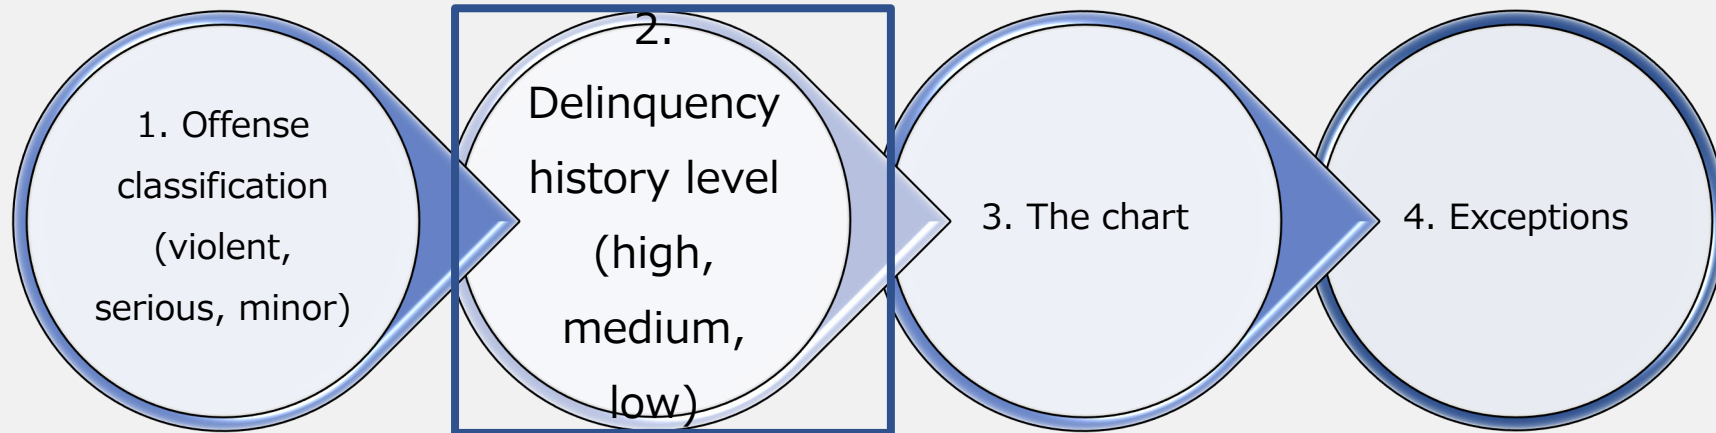 1. Offense
classification
(violent,
serious, minor)
2.
Delinquency
history level
(high,
medium,
low)
3. The chart
4. Exceptions